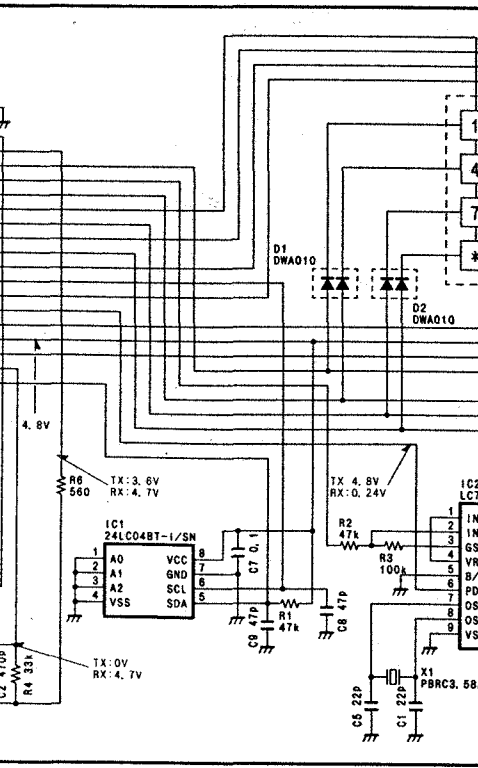 1
4
7
*
D1
DWA010
D2
DWA010
4.8V
R6
560
TX:3.6V
RX:4.7V
TX 4.8V
RX:0.24V
IC2
LC7
IC1
24LC04BT-I/SN
1 A0 VCC 8
2 A1 GND 7
3 A2 SCL 6
4 VSS SDA 5
C7 0.1
R2
47k
R3
100k
1 IN
2 IN
3 GS
4 VR
5 B/
6 PD
7 OS
8 OS
9 VS
R1
47k
C9 47p
C8 47p
TX:0V
RX:4.7V
C2 470p
R4 33k
X1
PBRC3.58
C5 22p
C1 22p